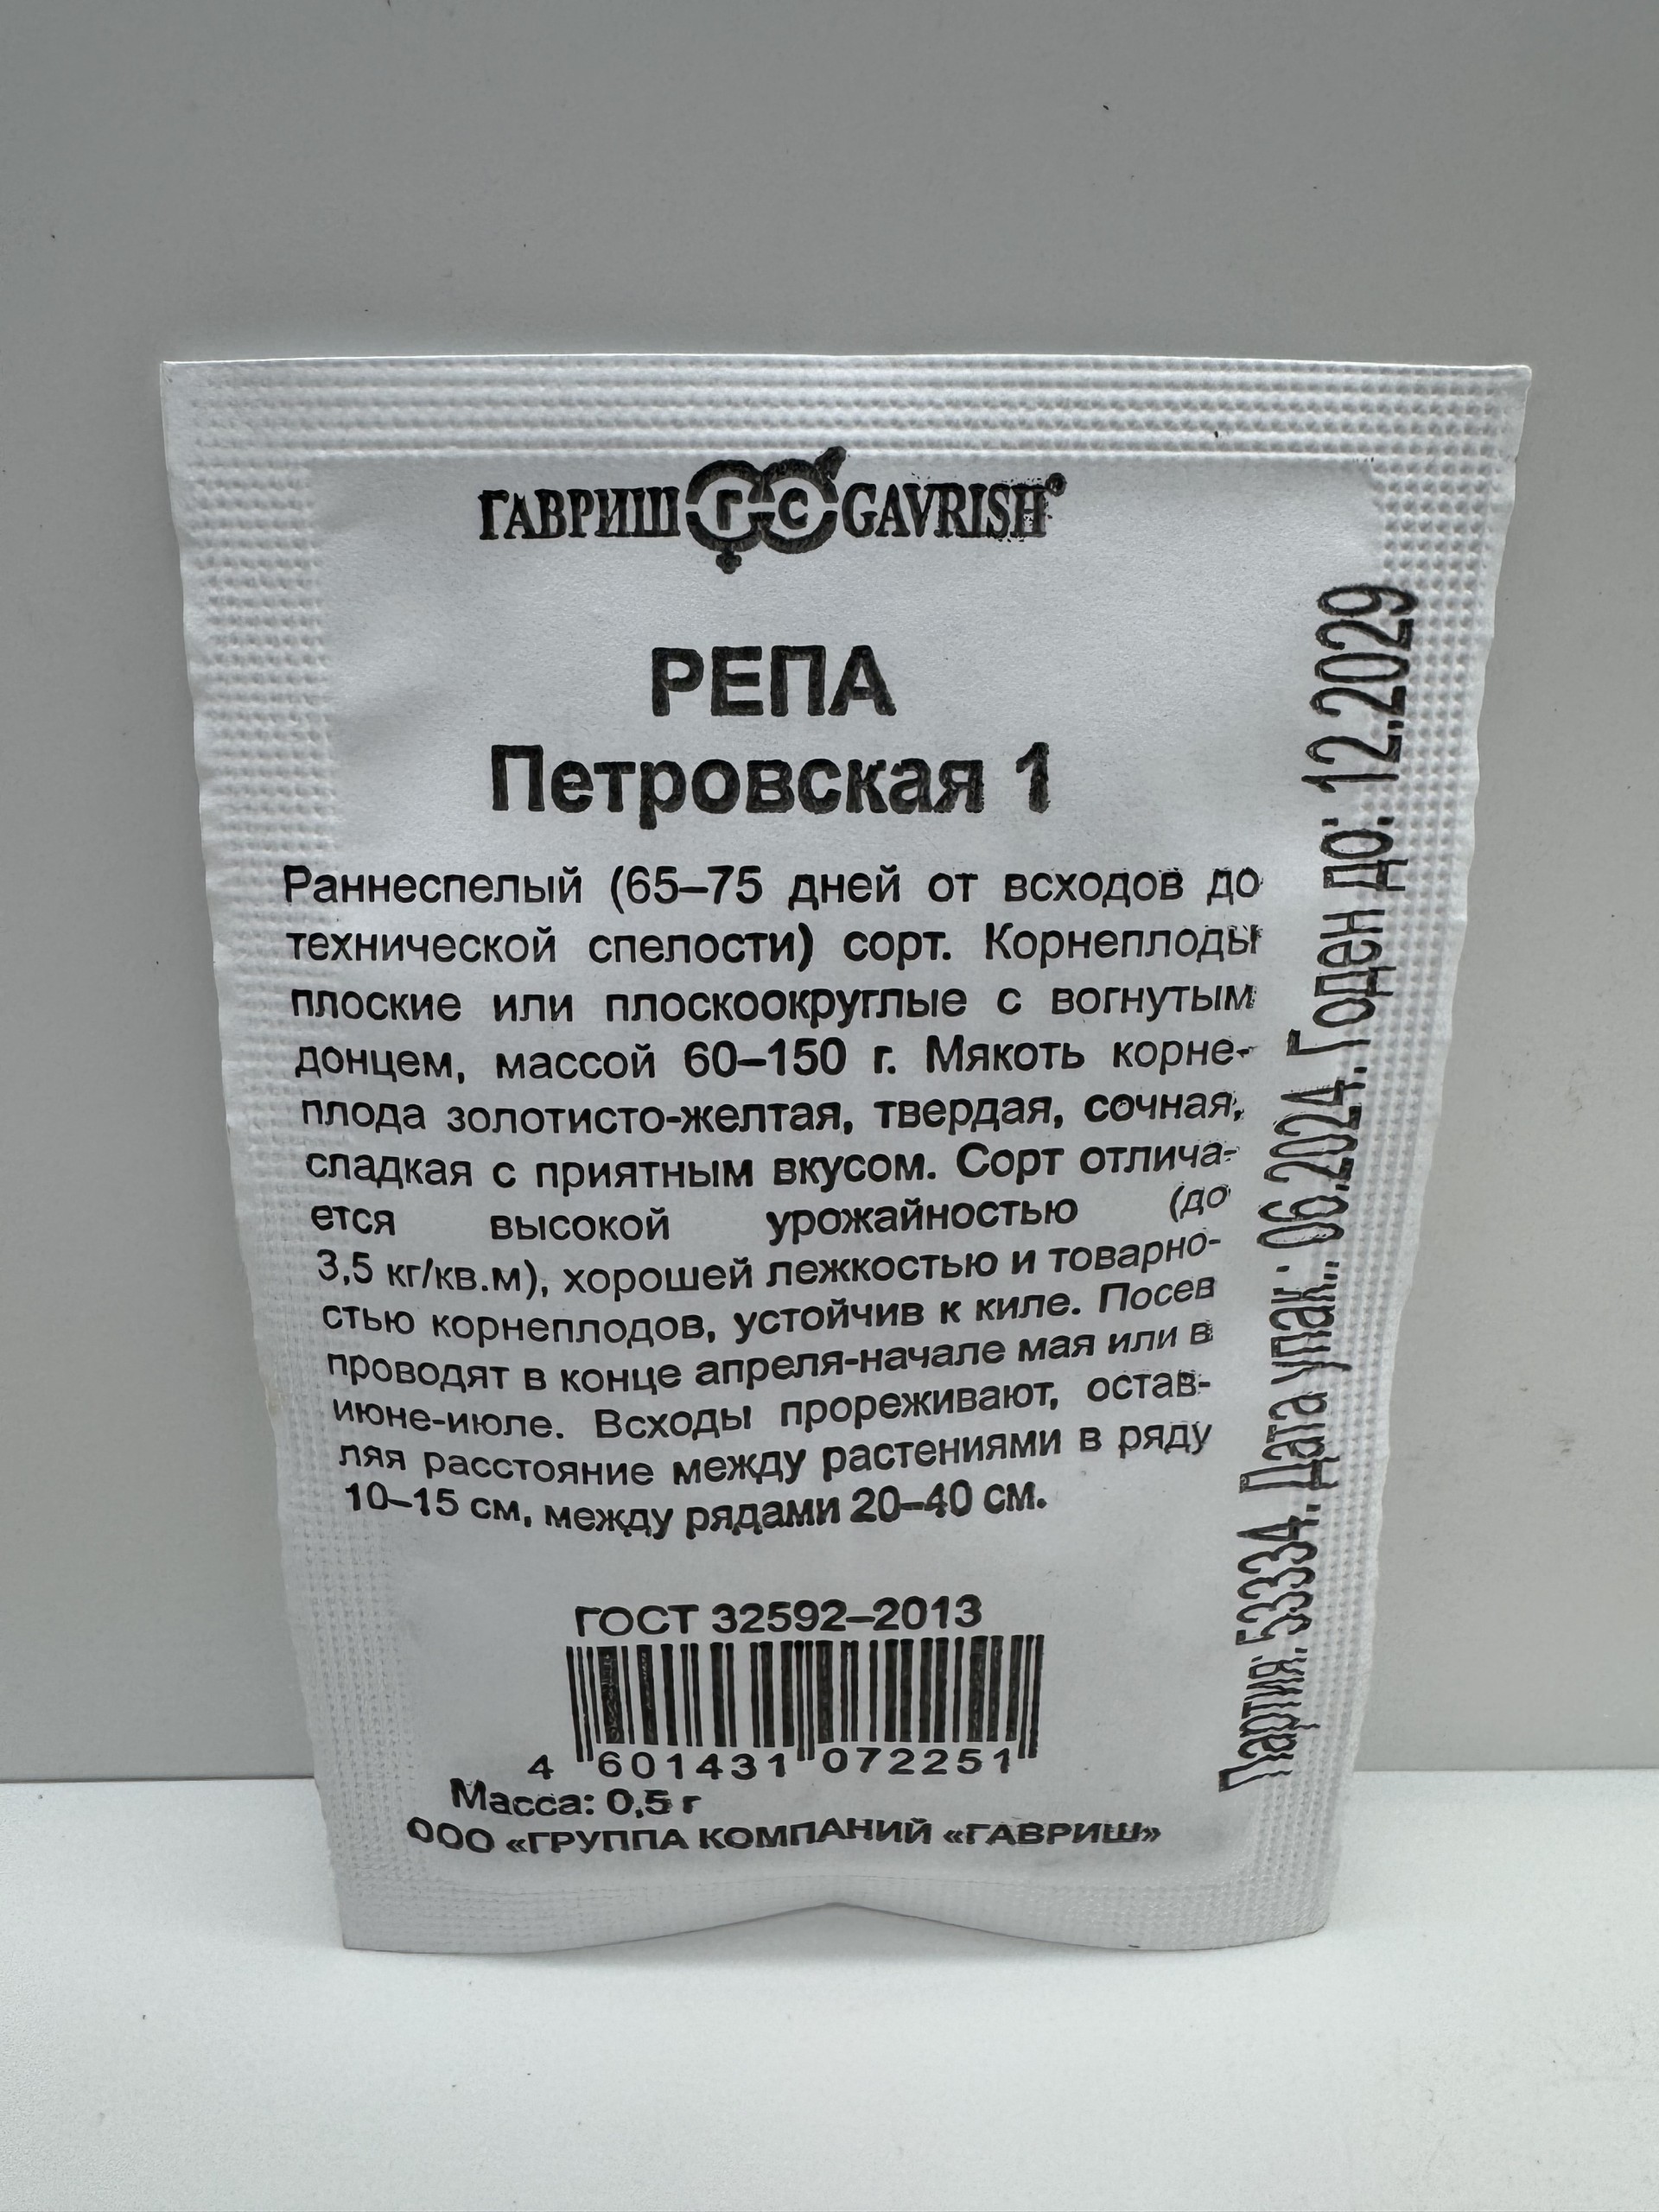 ГАВРИШ ГС GAVRISH®
РЕПА
Петровская 1
Раннеспелый (65–75 дней от всходов до
технической спелости) сорт. Корнеплоды
плоские или плоскоокруглые с вогнутым
донцем, массой 60–150 г. Мякоть корне-
плода золотисто-желтая, твердая, сочная,
сладкая с приятным вкусом. Сорт отлича-
ется высокой урожайностью (до
3,5 кг/кв.м), хорошей лежкостью и товарно-
стью корнеплодов, устойчив к киле. Посев
проводят в конце апреля-начале мая или в
июне-июле. Всходы прореживают, остав-
ляя расстояние между растениями в ряду
10–15 см, между рядами 20–40 см.
ГОСТ 32592–2013
4 601431 072251
Масса: 0,5 г
ООО «ГРУППА КОМПАНИЙ «ГАВРИШ»
Партия: 53334. Дата упак.: 06.2024. Годен до: 12.2029